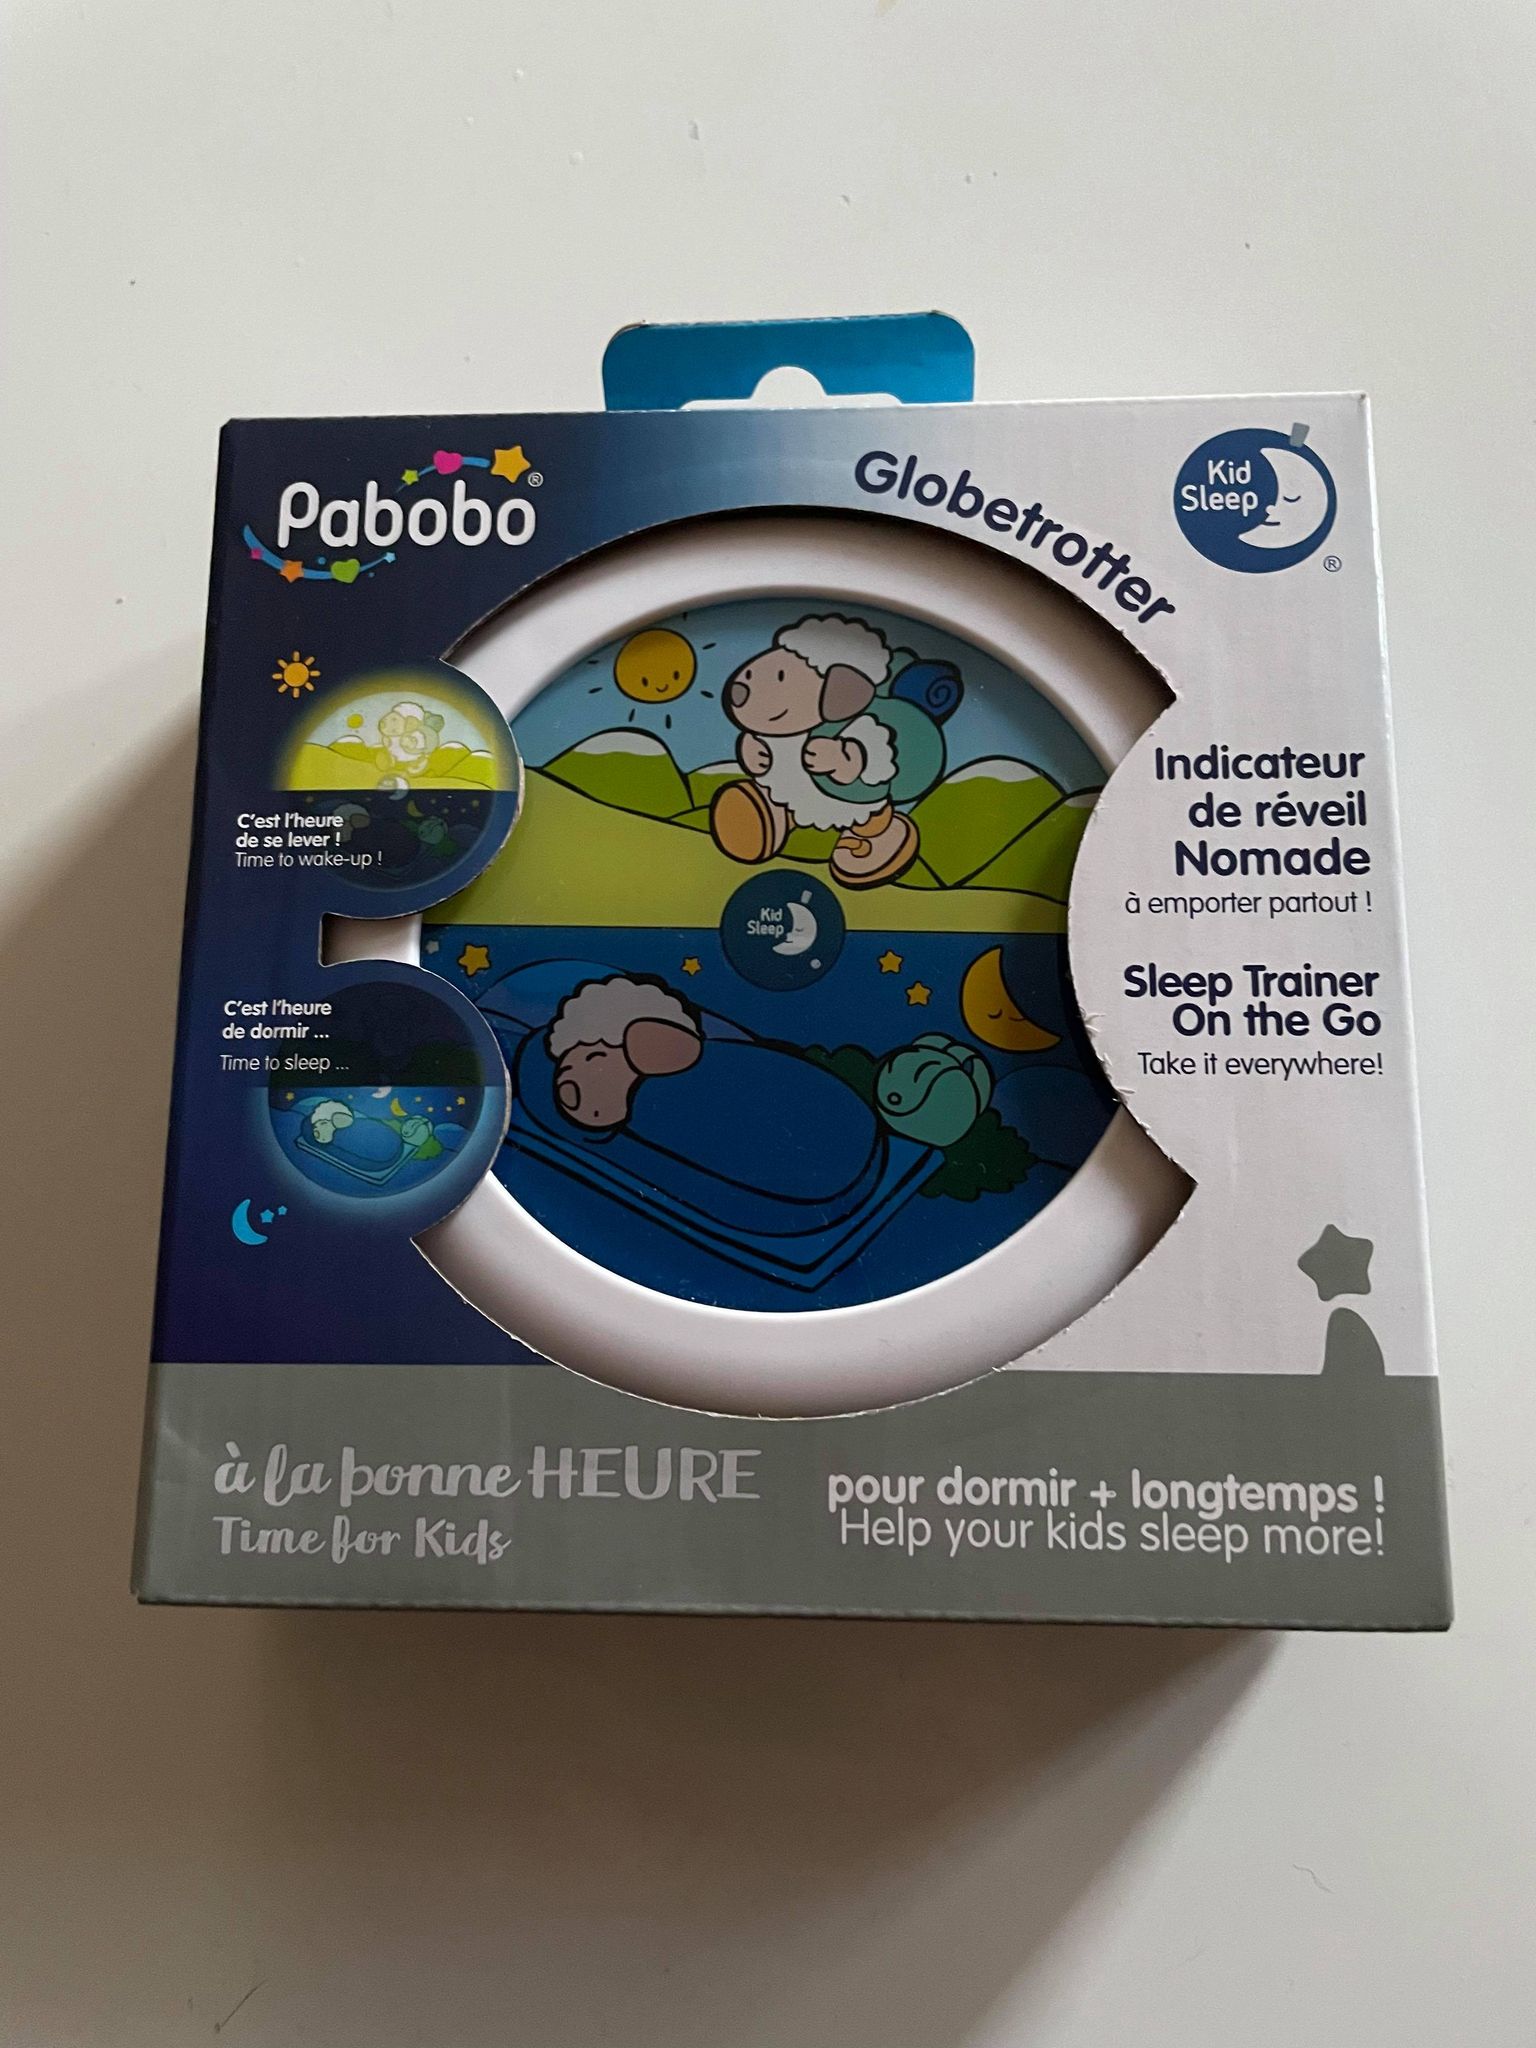 Pabobo®
Globetrotter
Kid
Sleep
®
C'est l'heure
de se lever !
Time to wake-up !
Kid
Sleep
Indicateur
de réveil
Nomade
à emporter partout !
Sleep Trainer
On the Go
Take it everywhere!
C'est l'heure
de dormir ...
Time to sleep ...
à la bonne HEURE
Time for Kids
pour dormir + longtemps !
Help your kids sleep more!